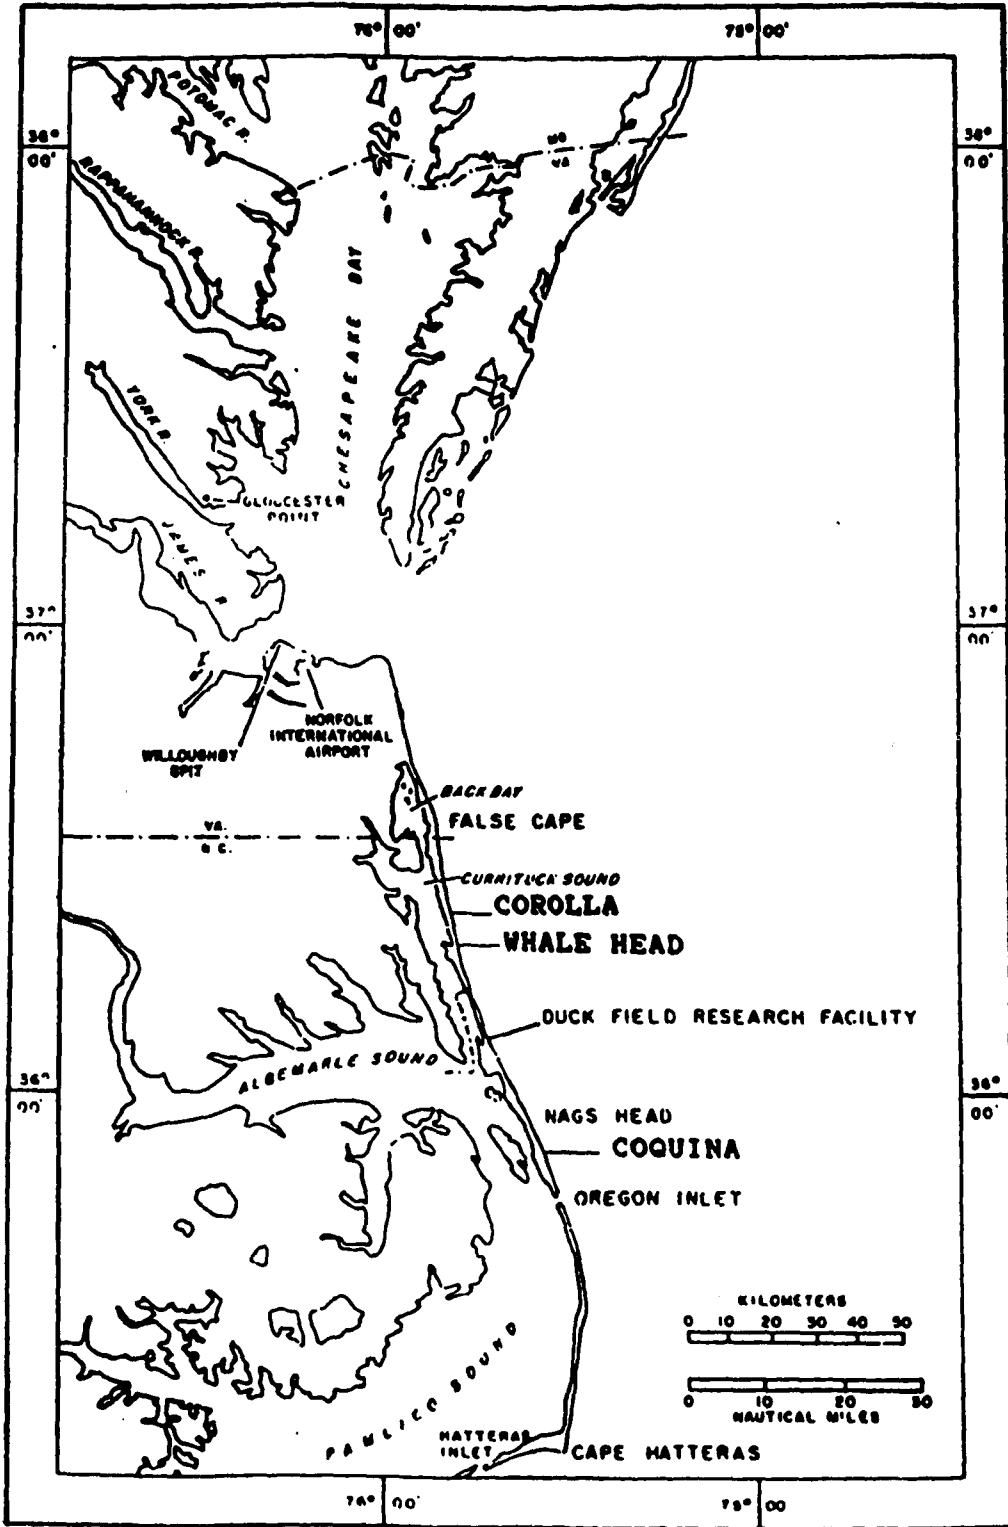 76° 00'
75° 00'
POTOMAC R.
38°
00'
MD
VA
38°
00'
RAPPAHANNOCK R.
CHESAPEAKE BAY
YORK R.
GLOUCESTER
POINT
JAMES R
37°
00'
37°
00'
NORFOLK
INTERNATIONAL
AIRPORT
WILLOUGHBY
SPIT
BACK BAY
VA.
N.C.
FALSE CAPE
CURRITUCK SOUND
COROLLA
WHALE HEAD
DUCK FIELD RESEARCH FACILITY
ALBEMARLE SOUND
36°
00'
36°
00'
NAGS HEAD
COQUINA
OREGON INLET
KILOMETERS
0 10 20 30 40 50
0 10 20 30
NAUTICAL MILES
PAMLICO SOUND
HATTERAS
INLET
CAPE HATTERAS
76° 00'
75° 00'